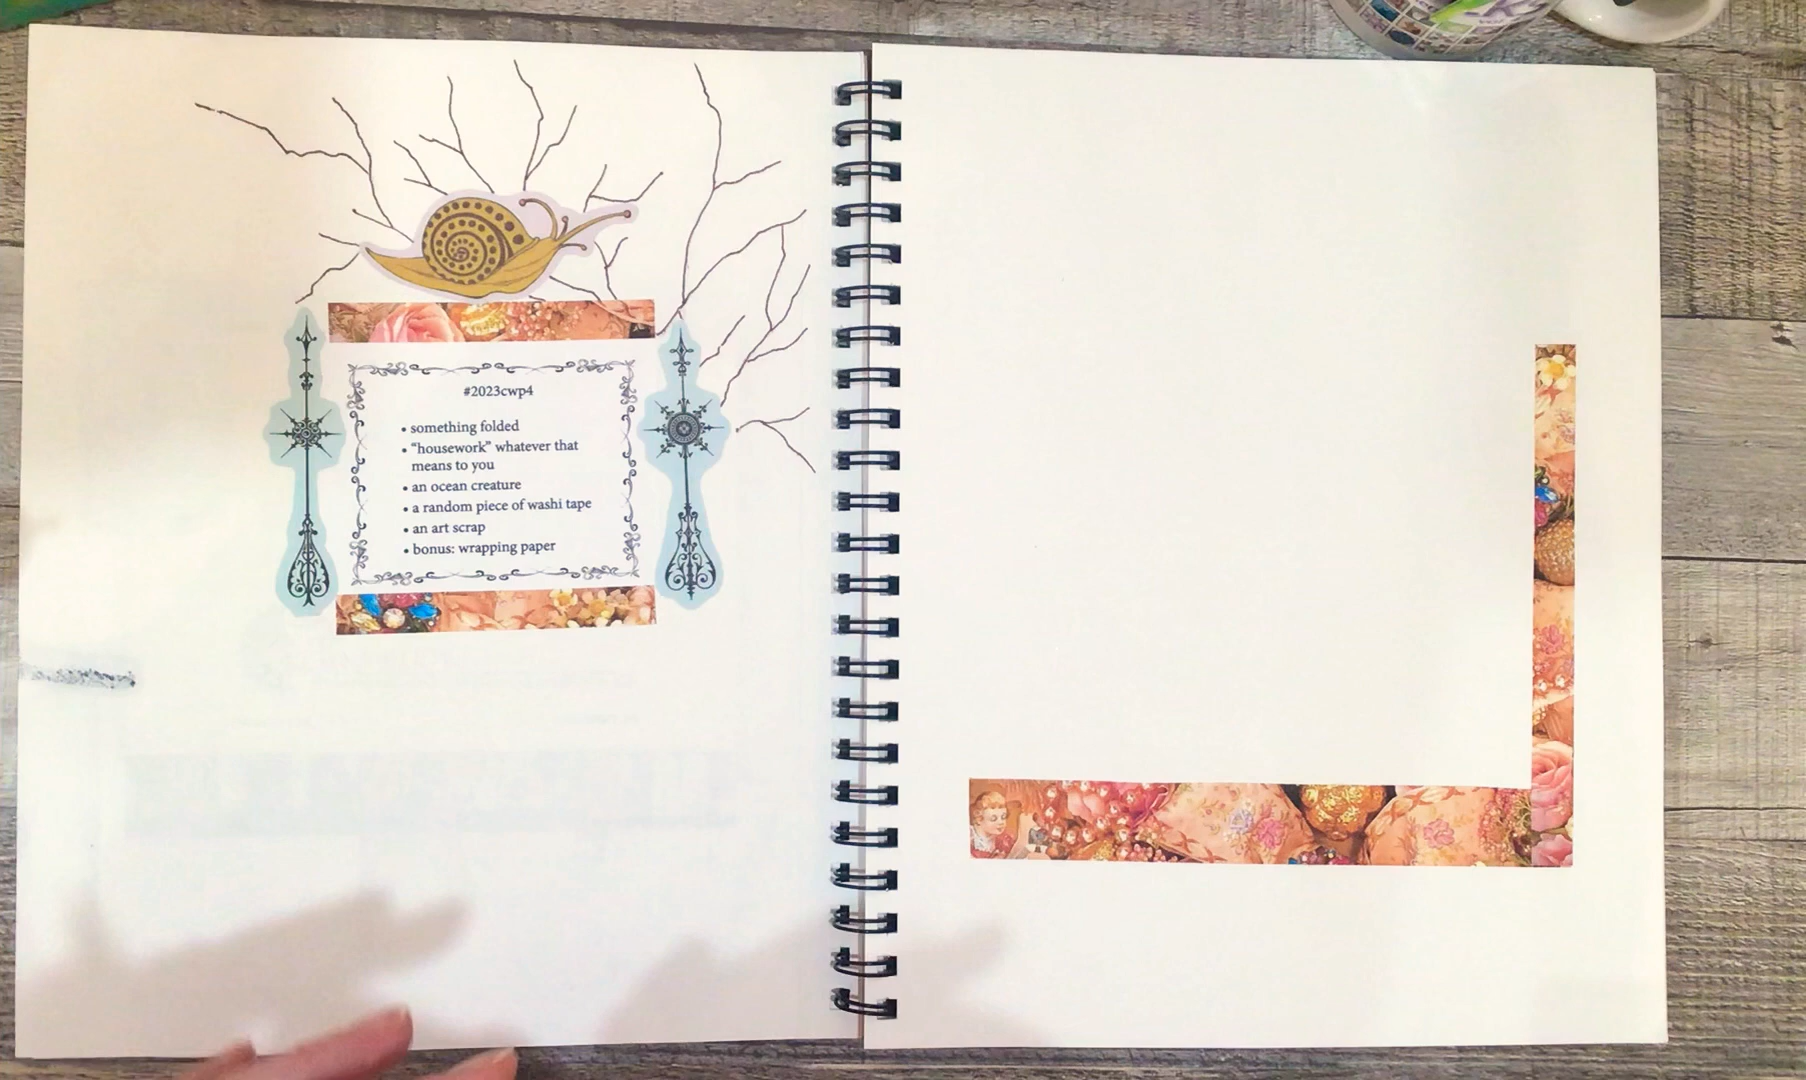 #2023cwp4
• something folded
• “housework” whatever that
means to you
• an ocean creature
• a random piece of washi tape
• an art scrap
• bonus: wrapping paper